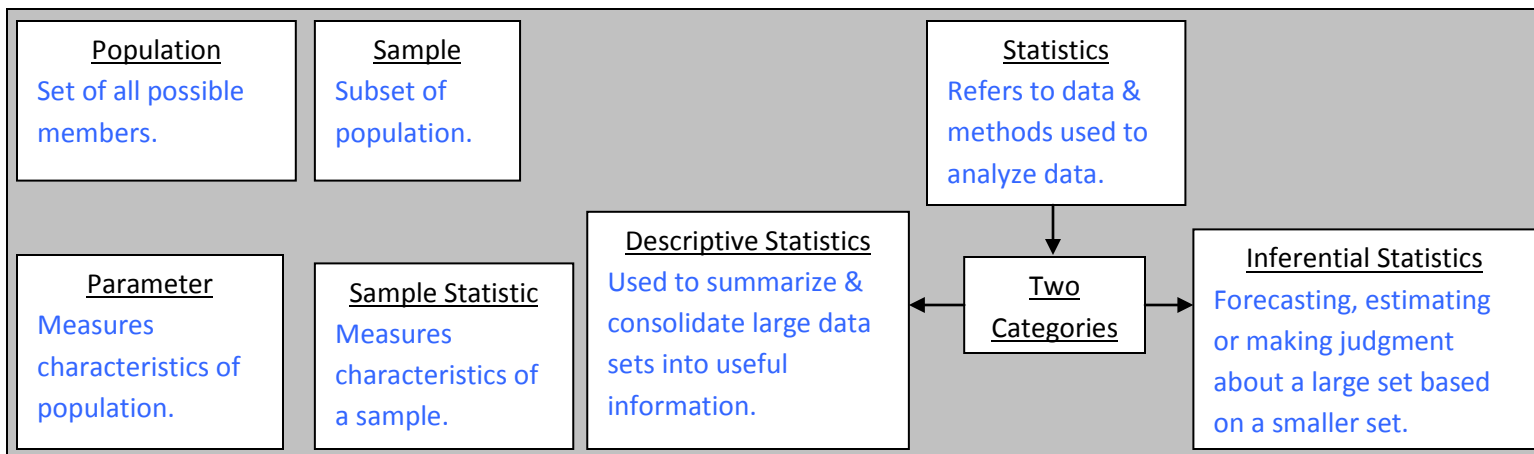 Population
Set of all possible
members.
Sample
Subset of
population.
Statistics
Refers to data &
methods used to
analyze data.
Parameter
Measures
characteristics of
population.
Sample Statistic
Measures
characteristics of
a sample.
Descriptive Statistics
Used to summarize &
consolidate large data
sets into useful
information.
Two
Categories
Inferential Statistics
Forecasting, estimating
or making judgment
about a large set based
on a smaller set.